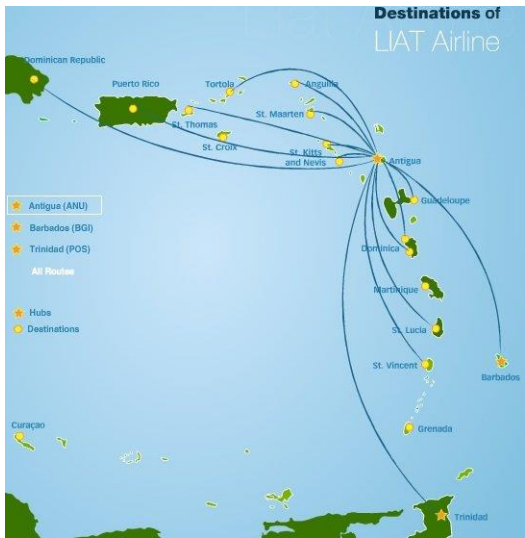 Destinations of
LIAT Airline
Dominican Republic
Puerto Rico
Tortola
Anguilla
St. Maarten
St. Thomas
St. Croix
St. Kitts
and Nevis
Antigua
Guadeloupe
Antigua (ANU)
Barbados (BGI)
Trinidad (POS)
All Routes
Dominica
Martinique
Hubs
Destinations
St. Lucia
St. Vincent
Barbados
Curaçao
Grenada
Trinidad